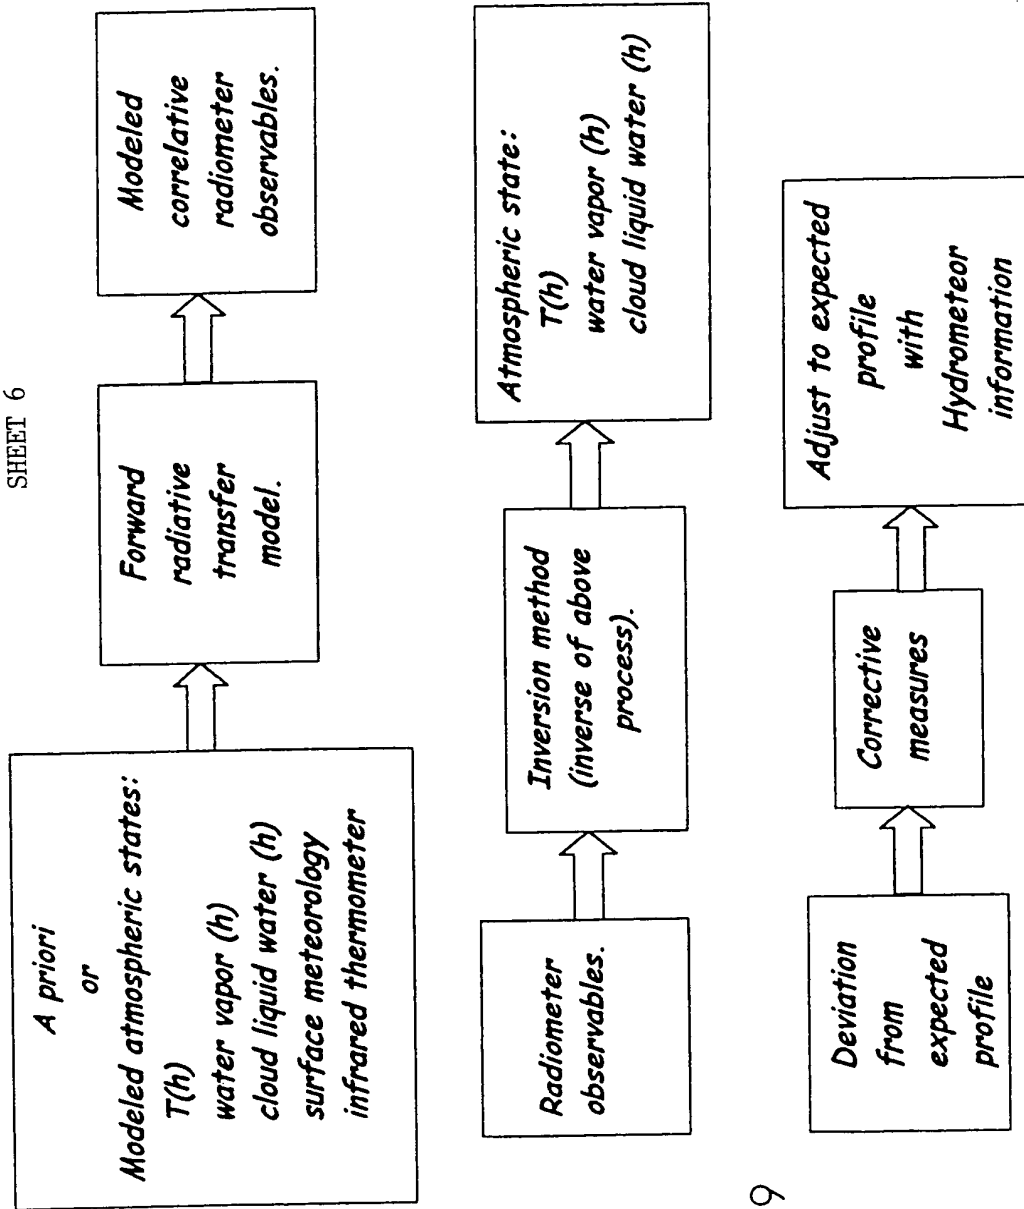 SHEET 6
A priori
or
Modeled atmospheric states:
T(h)
water vapor (h)
cloud liquid water (h)
surface meteorology
infrared thermometer
Forward
radiative
transfer
model.
Modeled
correlative
radiometer
observables.
Radiometer
observables.
Inversion method
(inverse of above
process).
Atmospheric state:
T(h)
water vapor (h)
cloud liquid water (h)
Deviation
from
expected
profile
Corrective
measures
Adjust to expected
profile
with
Hydrometeor
information